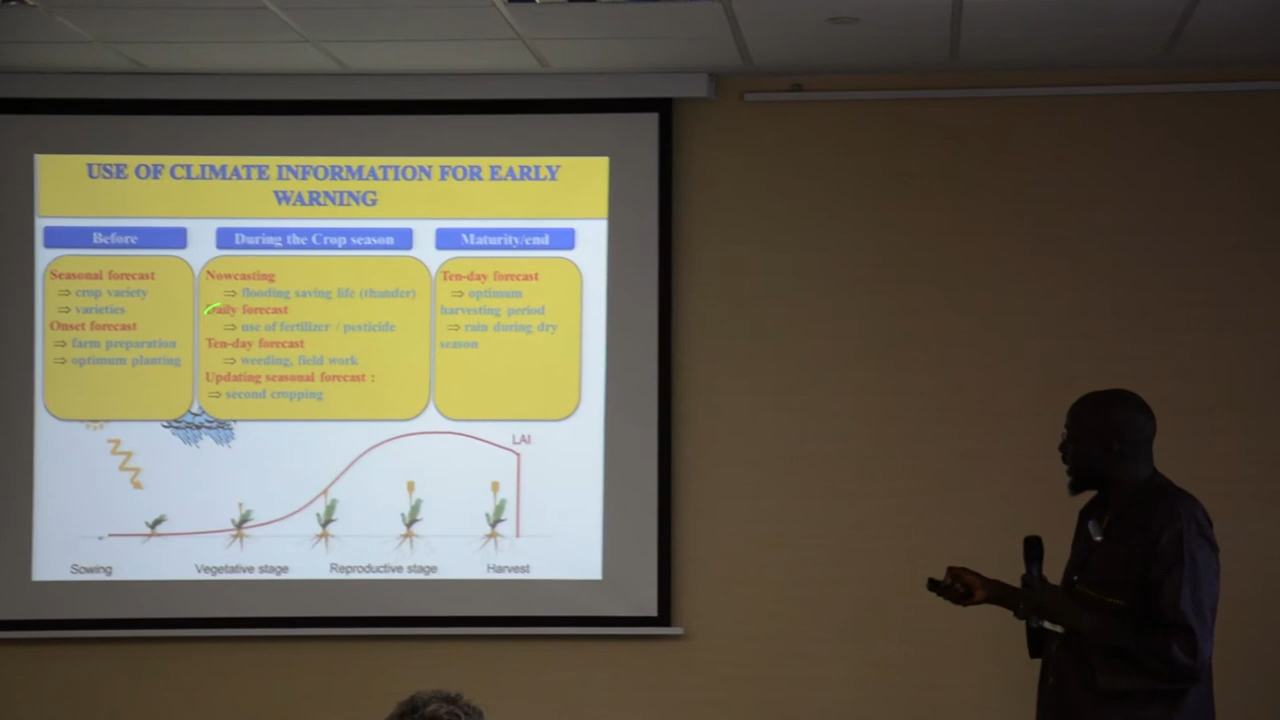 USE OF CLIMATE INFORMATION FOR EARLY
WARNING
Before
During the Crop season
Maturity/end
Seasonal forecast
⇒ crop variety
⇒ varieties
Onset forecast
⇒ farm preparation
⇒ optimum planting
Nowcasting
⇒ flooding saving life (thunder)
Daily forecast
⇒ use of fertilizer / pesticide
Ten-day forecast
⇒ weeding, field work
Updating seasonal forecast :
⇒ second cropping
Ten-day forecast
⇒ optimum
harvesting period
⇒ rain during dry
season
LAI
Sowing
Vegetative stage
Reproductive stage
Harvest